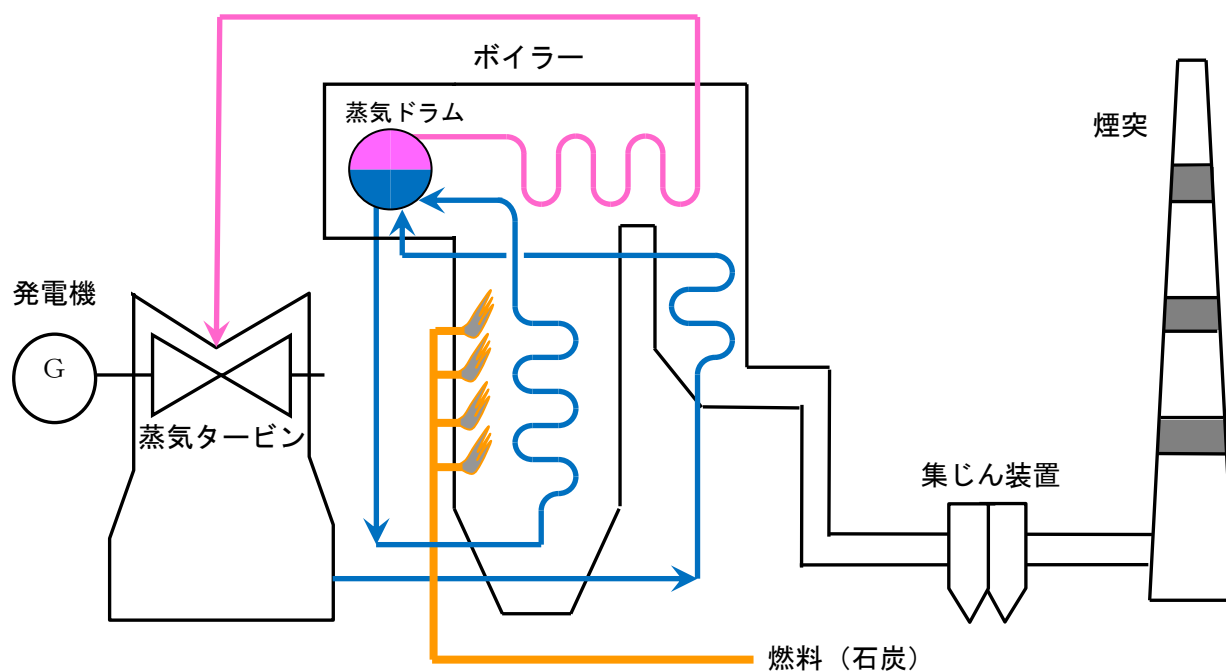 ボイラー
蒸気ドラム
煙突
発電機
G
蒸気タービン
集じん装置
燃料（石炭）